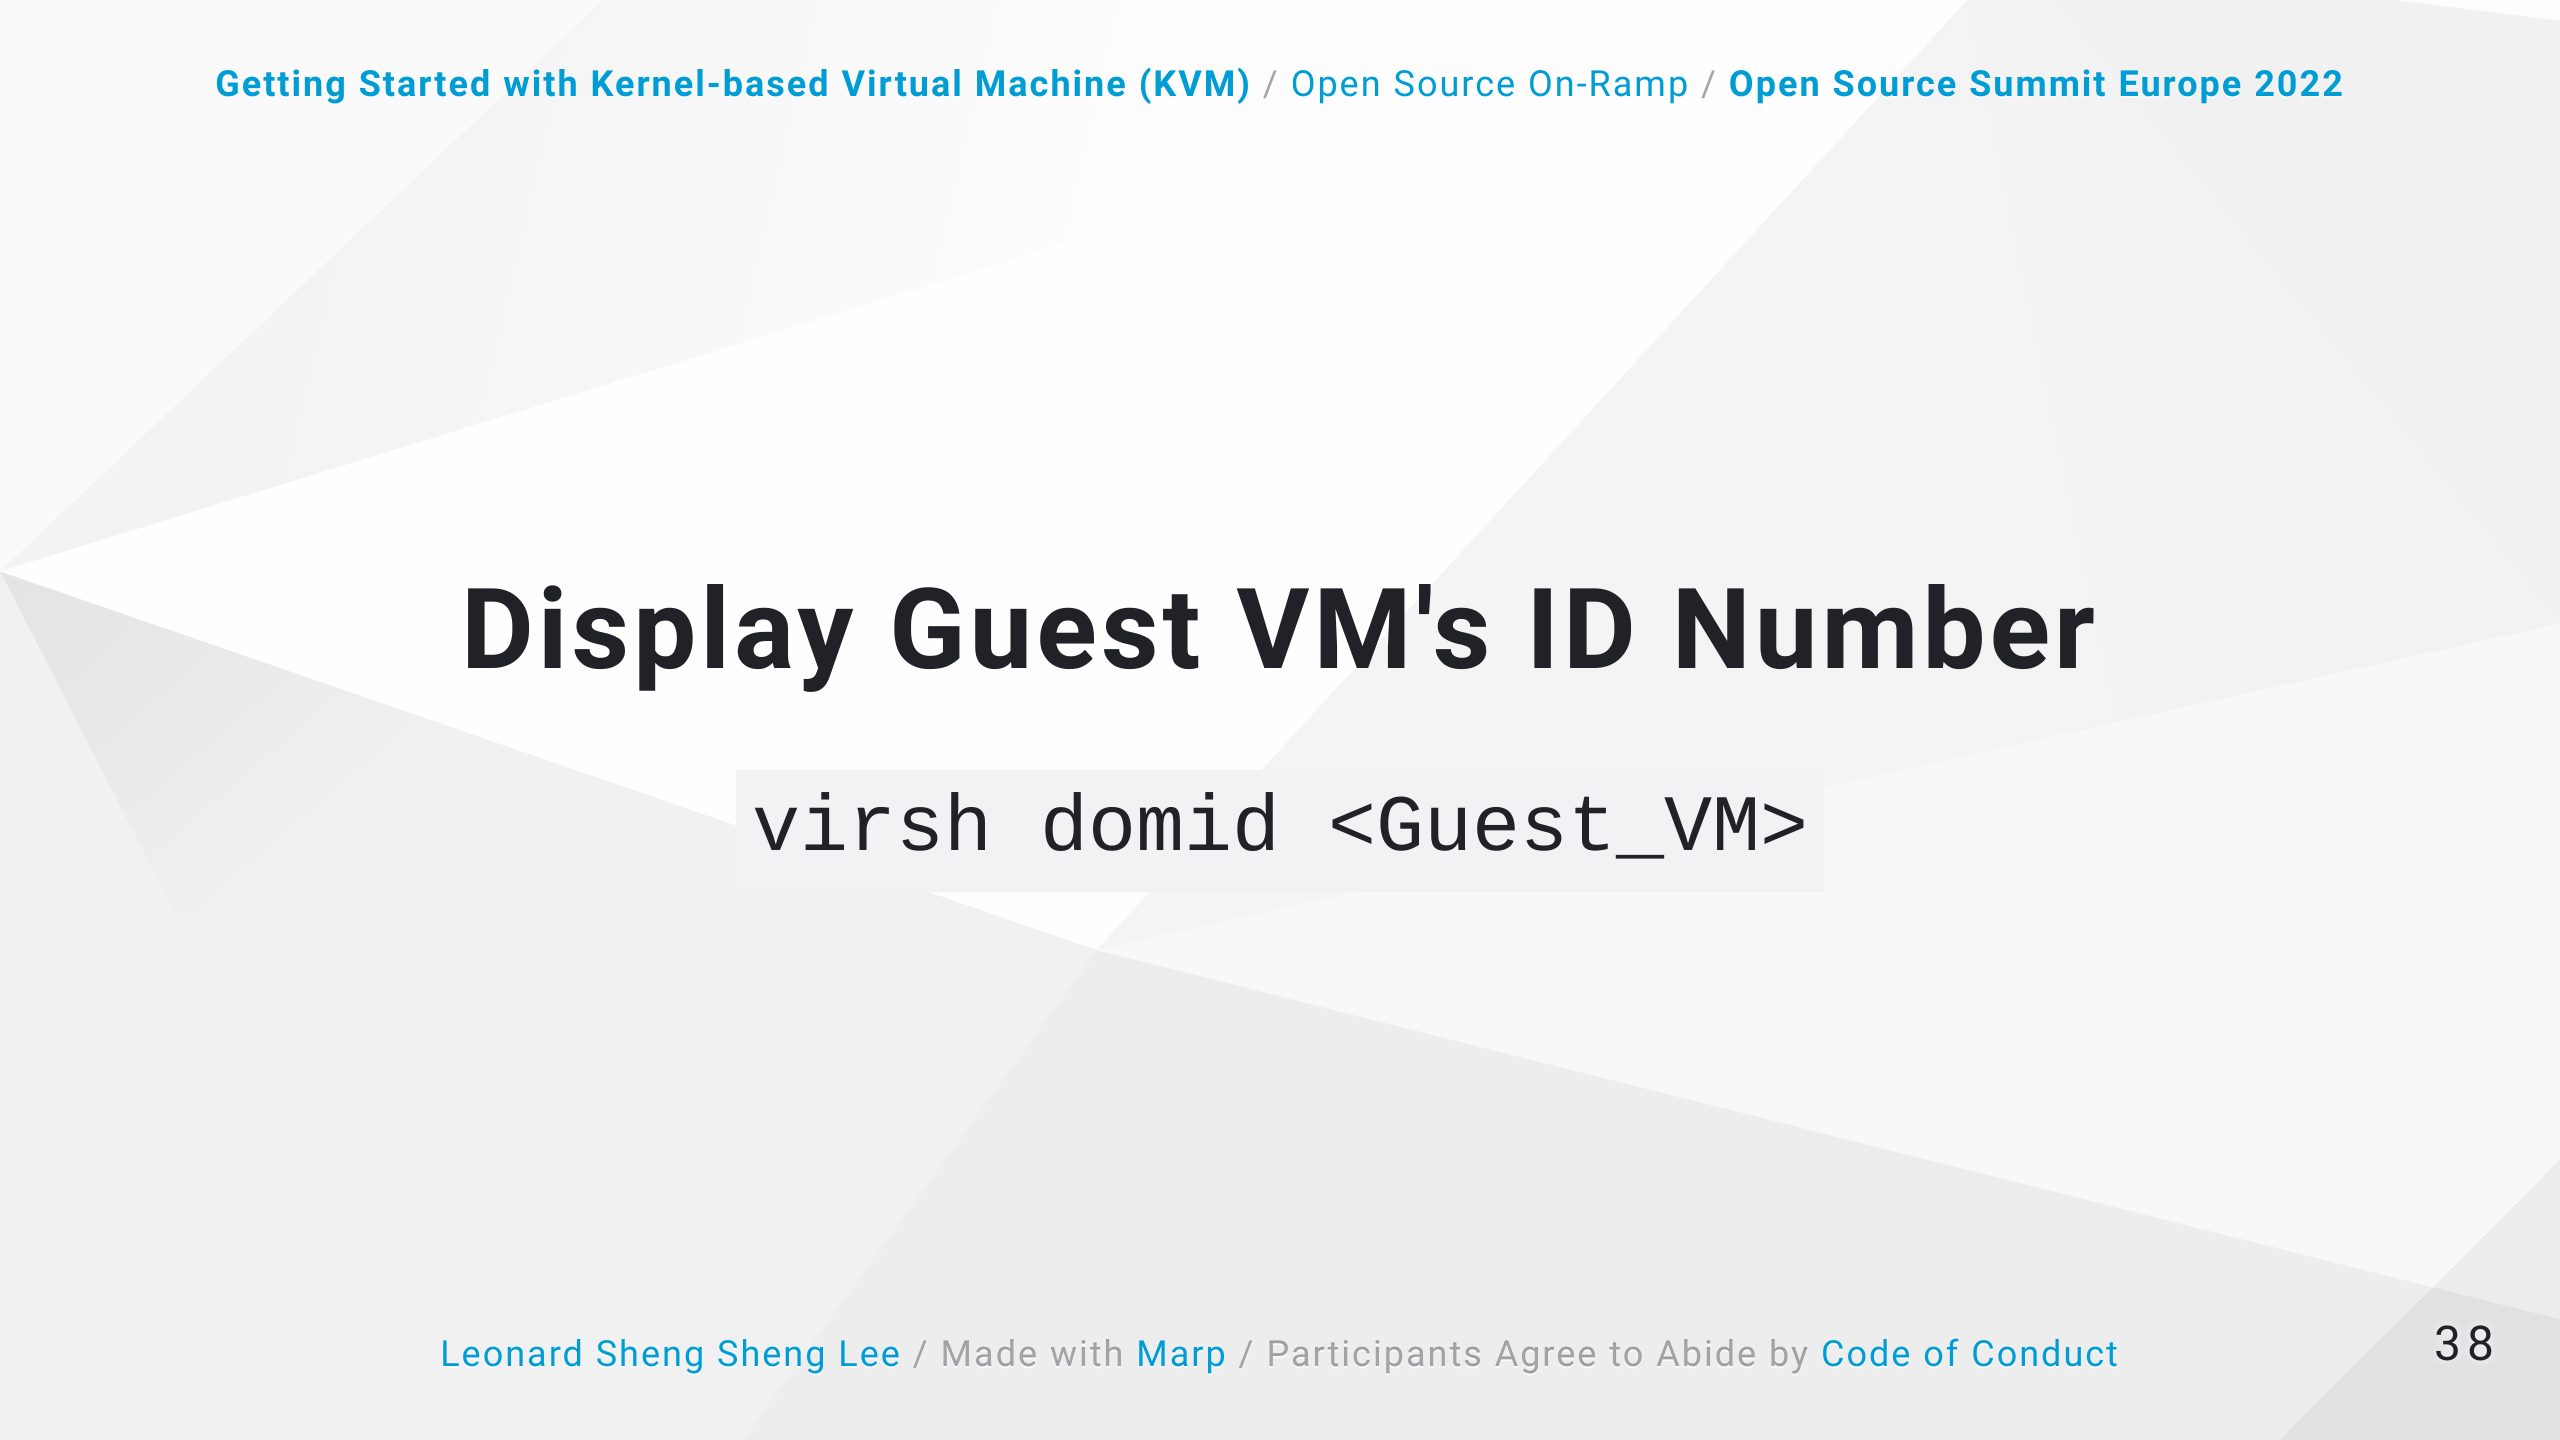 Getting Started with Kernel-based Virtual Machine (KVM) / Open Source On-Ramp / Open Source Summit Europe 2022
Display Guest VM's ID Number
virsh domid <Guest_VM>
Leonard Sheng Sheng Lee / Made with Marp / Participants Agree to Abide by Code of Conduct
38